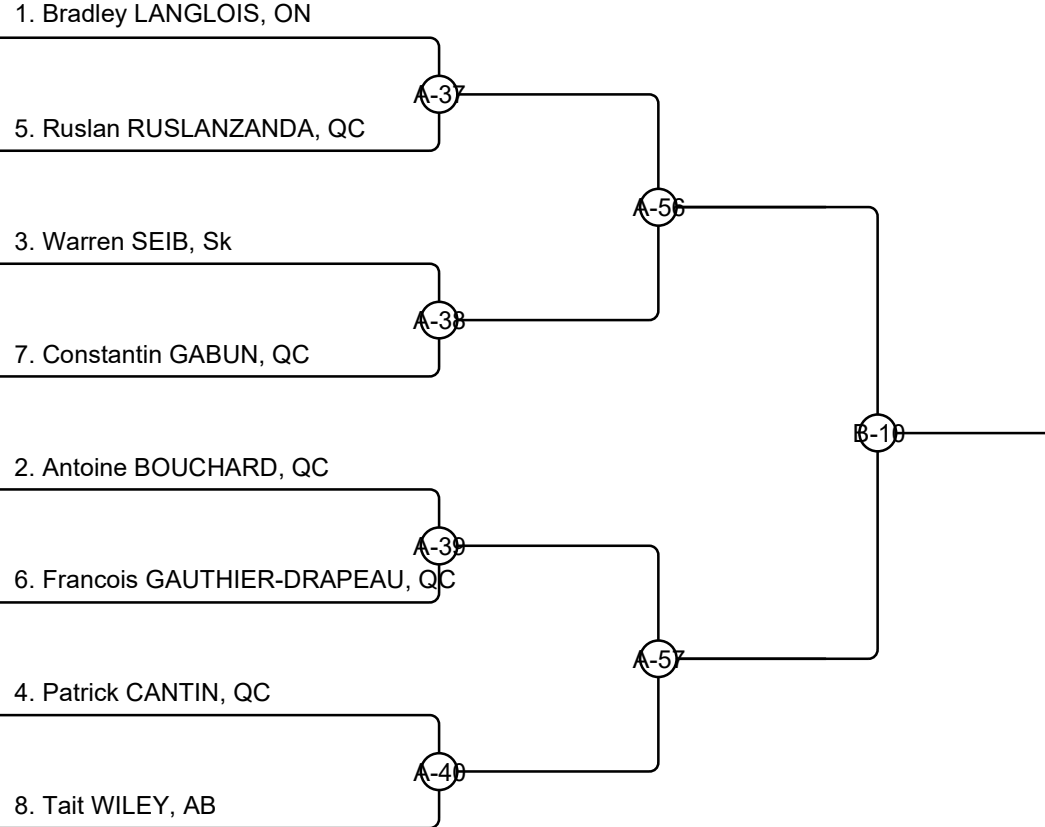 1. Bradley LANGLOIS, ON
A-37
5. Ruslan RUSLANZANDA, QC
A-56
3. Warren SEIB, Sk
A-38
7. Constantin GABUN, QC
B-10
2. Antoine BOUCHARD, QC
A-39
6. Francois GAUTHIER-DRAPEAU, QC
A-57
4. Patrick CANTIN, QC
A-40
8. Tait WILEY, AB